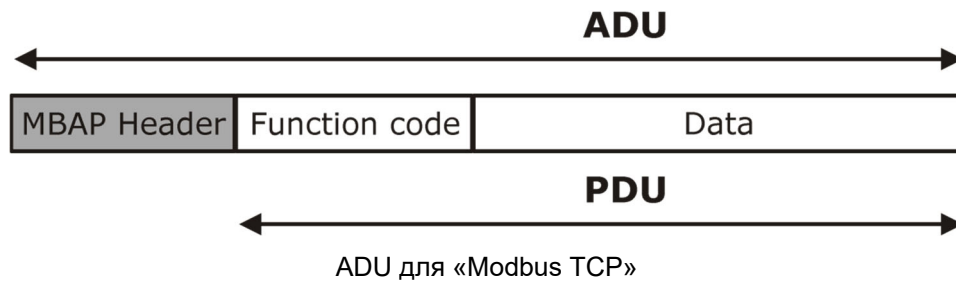 ADU
MBAP Header Function code Data
PDU
ADU для «Modbus TCP»